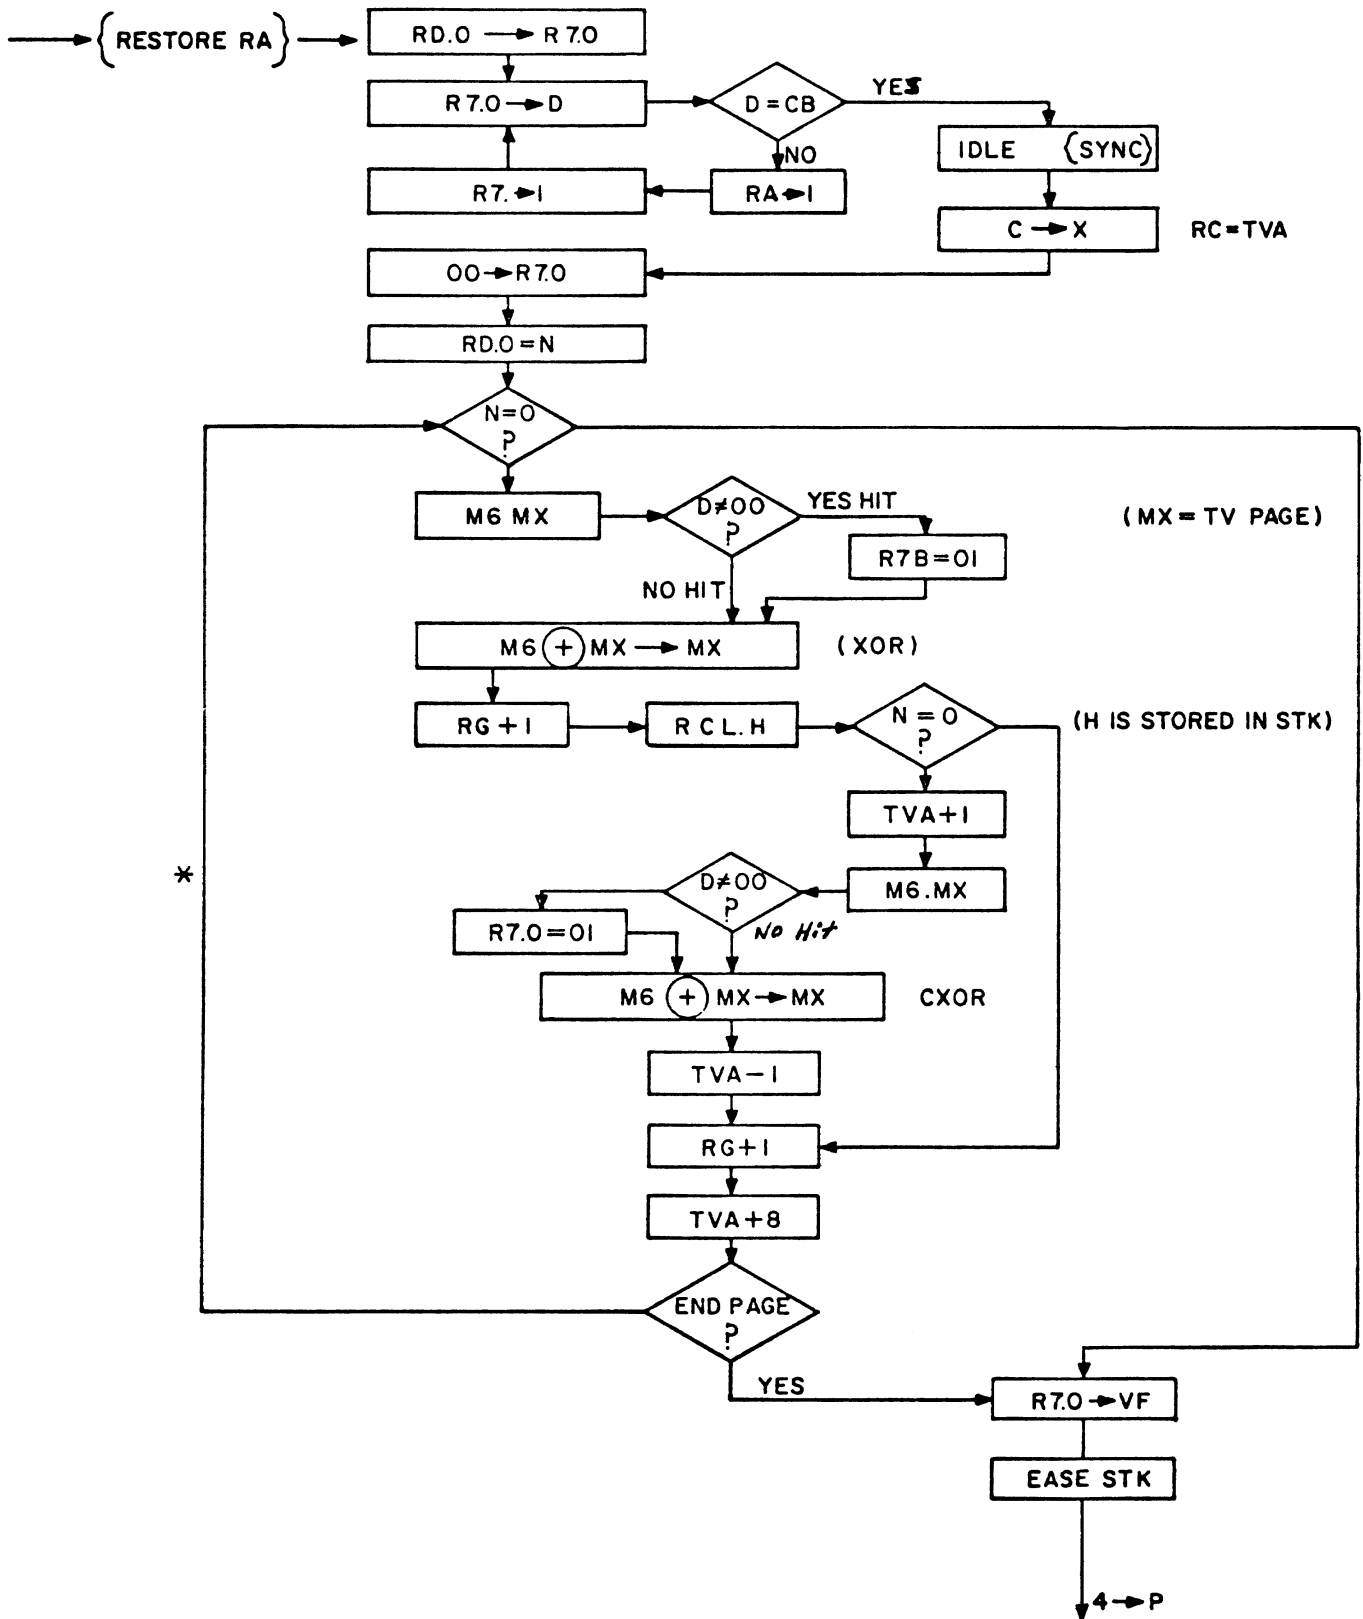 {RESTORE RA}
RD.0 → R7.0
R7.0 → D
D = CB
YES
NO
IDLE {SYNC}
R7. → 1
RA → 1
C → X
RC = TVA
00 → R7.0
RD.0 = N
N=0
?
M6 MX
D≠00
?
YES HIT
(MX = TV PAGE)
R7B = 01
NO HIT
M6 ⊕ MX → MX
(XOR)
RG + 1
R CL. H
N = 0
?
(H IS STORED IN STK)
TVA + 1
*
D≠00
?
M6.MX
R7.0 = 01
No Hit
M6 ⊕ MX → MX
CXOR
TVA – 1
RG + 1
TVA + 8
END PAGE
?
YES
R7.0 → VF
EASE STK
4 → P